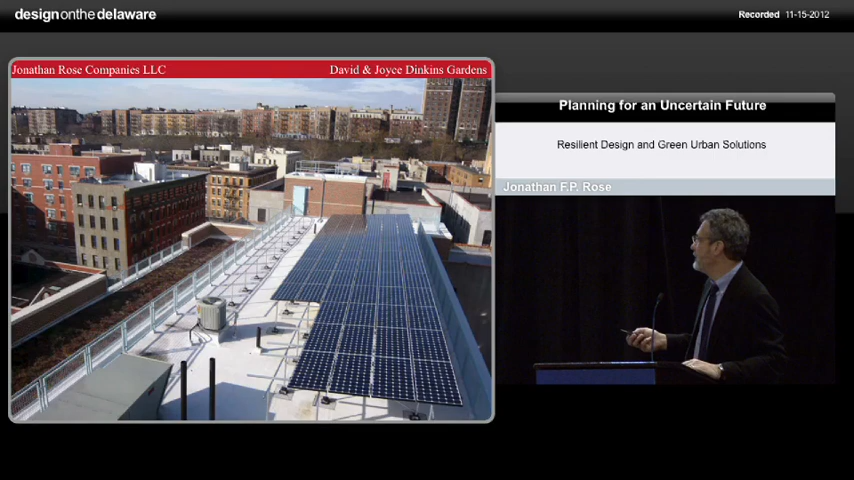 designonthedelaware
Recorded 11-15-2012
Jonathan Rose Companies LLC
David & Joyce Dinkins Gardens
Planning for an Uncertain Future
Resilient Design and Green Urban Solutions
Jonathan F.P. Rose